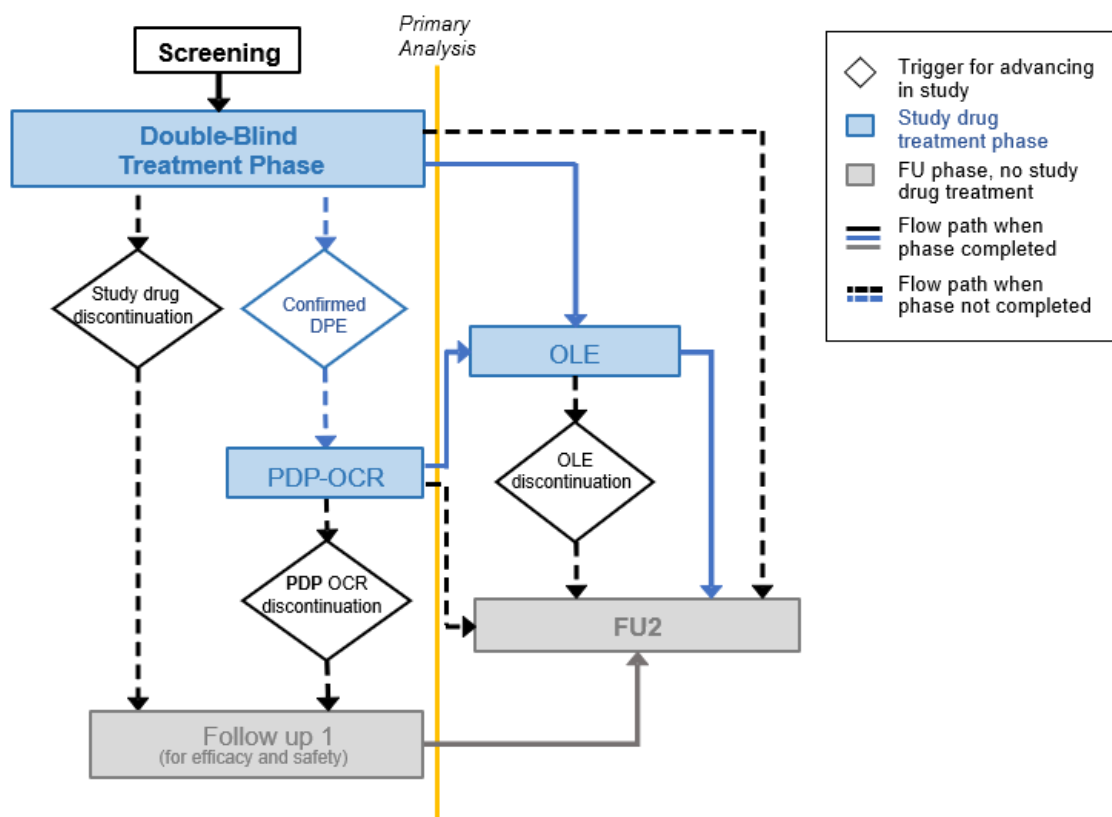 Primary
Analysis
Screening
Double-Blind
Treatment Phase
Study drug
discontinuation
Confirmed
DPE
OLE
PDP-OCR
OLE
discontinuation
PDP OCR
discontinuation
FU2
Follow up 1
(for efficacy and safety)
Trigger for advancing
in study
Study drug
treatment phase
FU phase, no study
drug treatment
Flow path when
phase completed
Flow path when
phase not completed